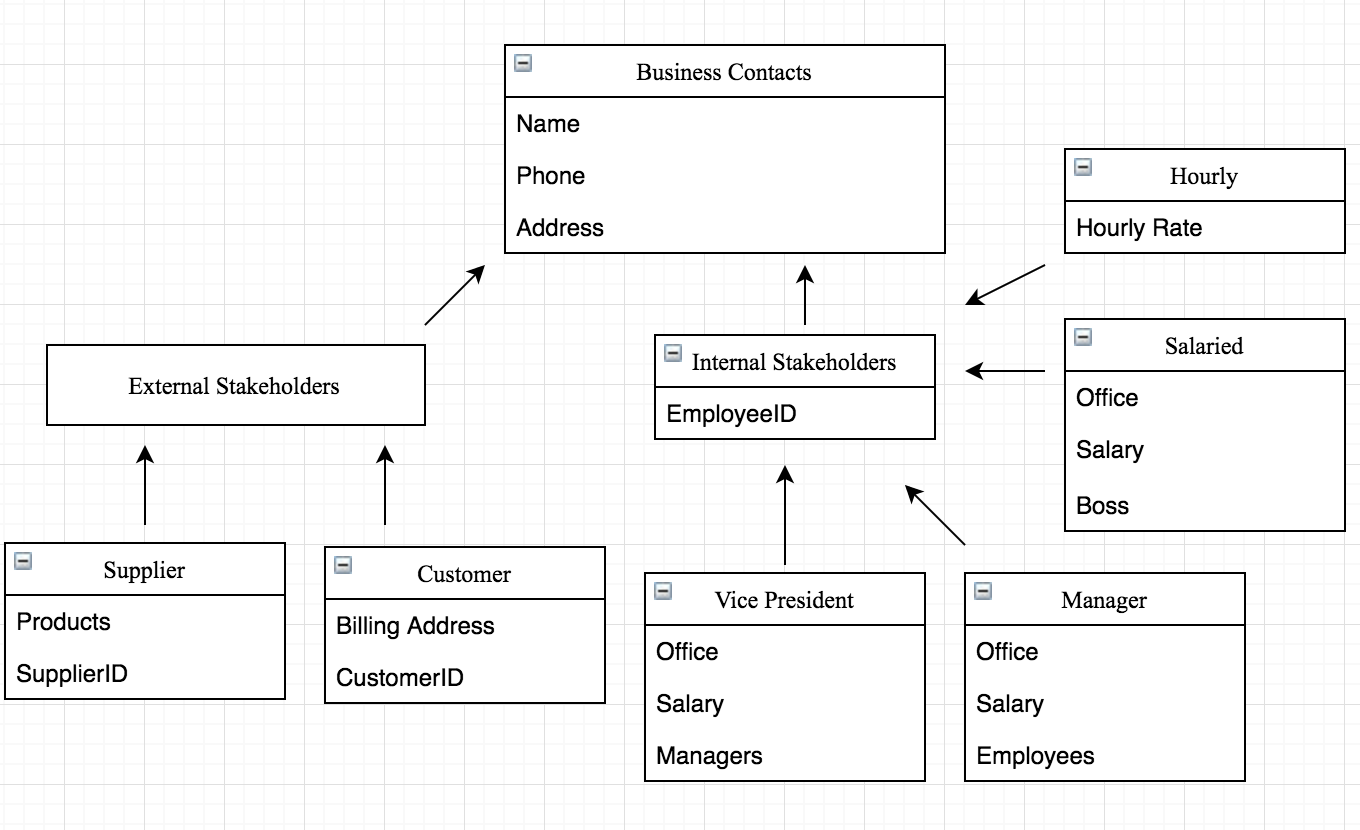 Business Contacts
Name
Phone
Address
Hourly
Hourly Rate
External Stakeholders
Internal Stakeholders
EmployeeID
Salaried
Office
Salary
Boss
Supplier
Products
SupplierID
Customer
Billing Address
CustomerID
Vice President
Office
Salary
Managers
Manager
Office
Salary
Employees